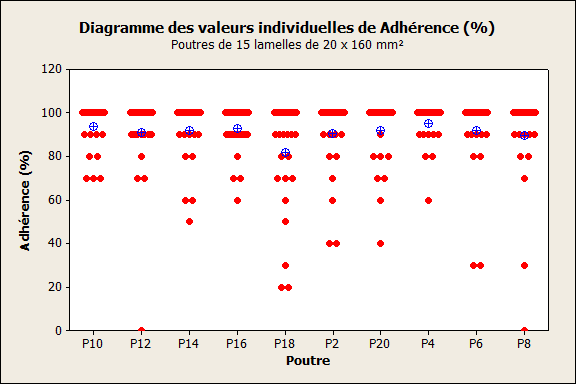 Diagramme des valeurs individuelles de Adhérence (%)
Poutres de 15 lamelles de 20 x 160 mm²
120
100
80
60
40
20
0
Adhérence (%)
P10 P12 P14 P16 P18 P2 P20 P4 P6 P8
Poutre